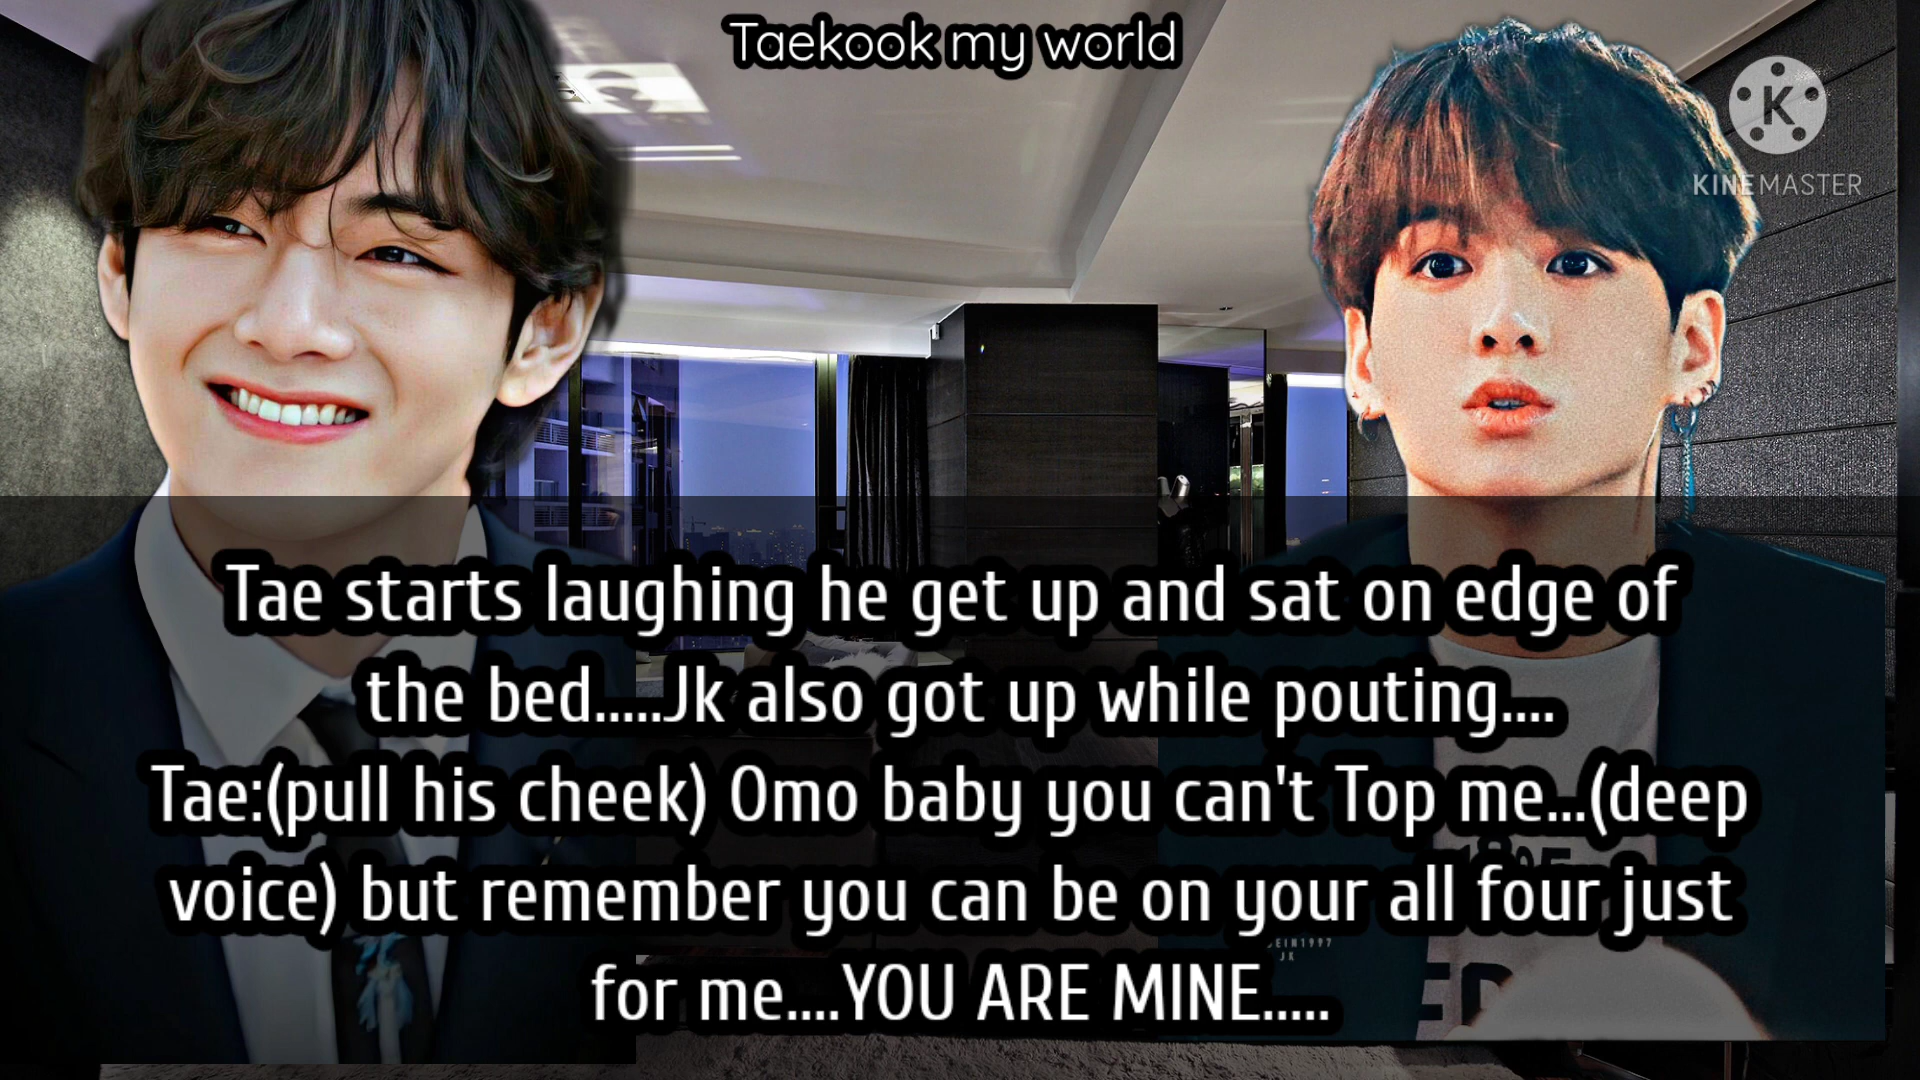 Taekook my world
K
KINEMASTER
Tae starts laughing he get up and sat on edge of
the bed.....Jk also got up while pouting....
Tae:(pull his cheek) Omo baby you can't Top me...(deep
voice) but remember you can be on your all four just
for me....YOU ARE MINE.....
EIN1997
JK